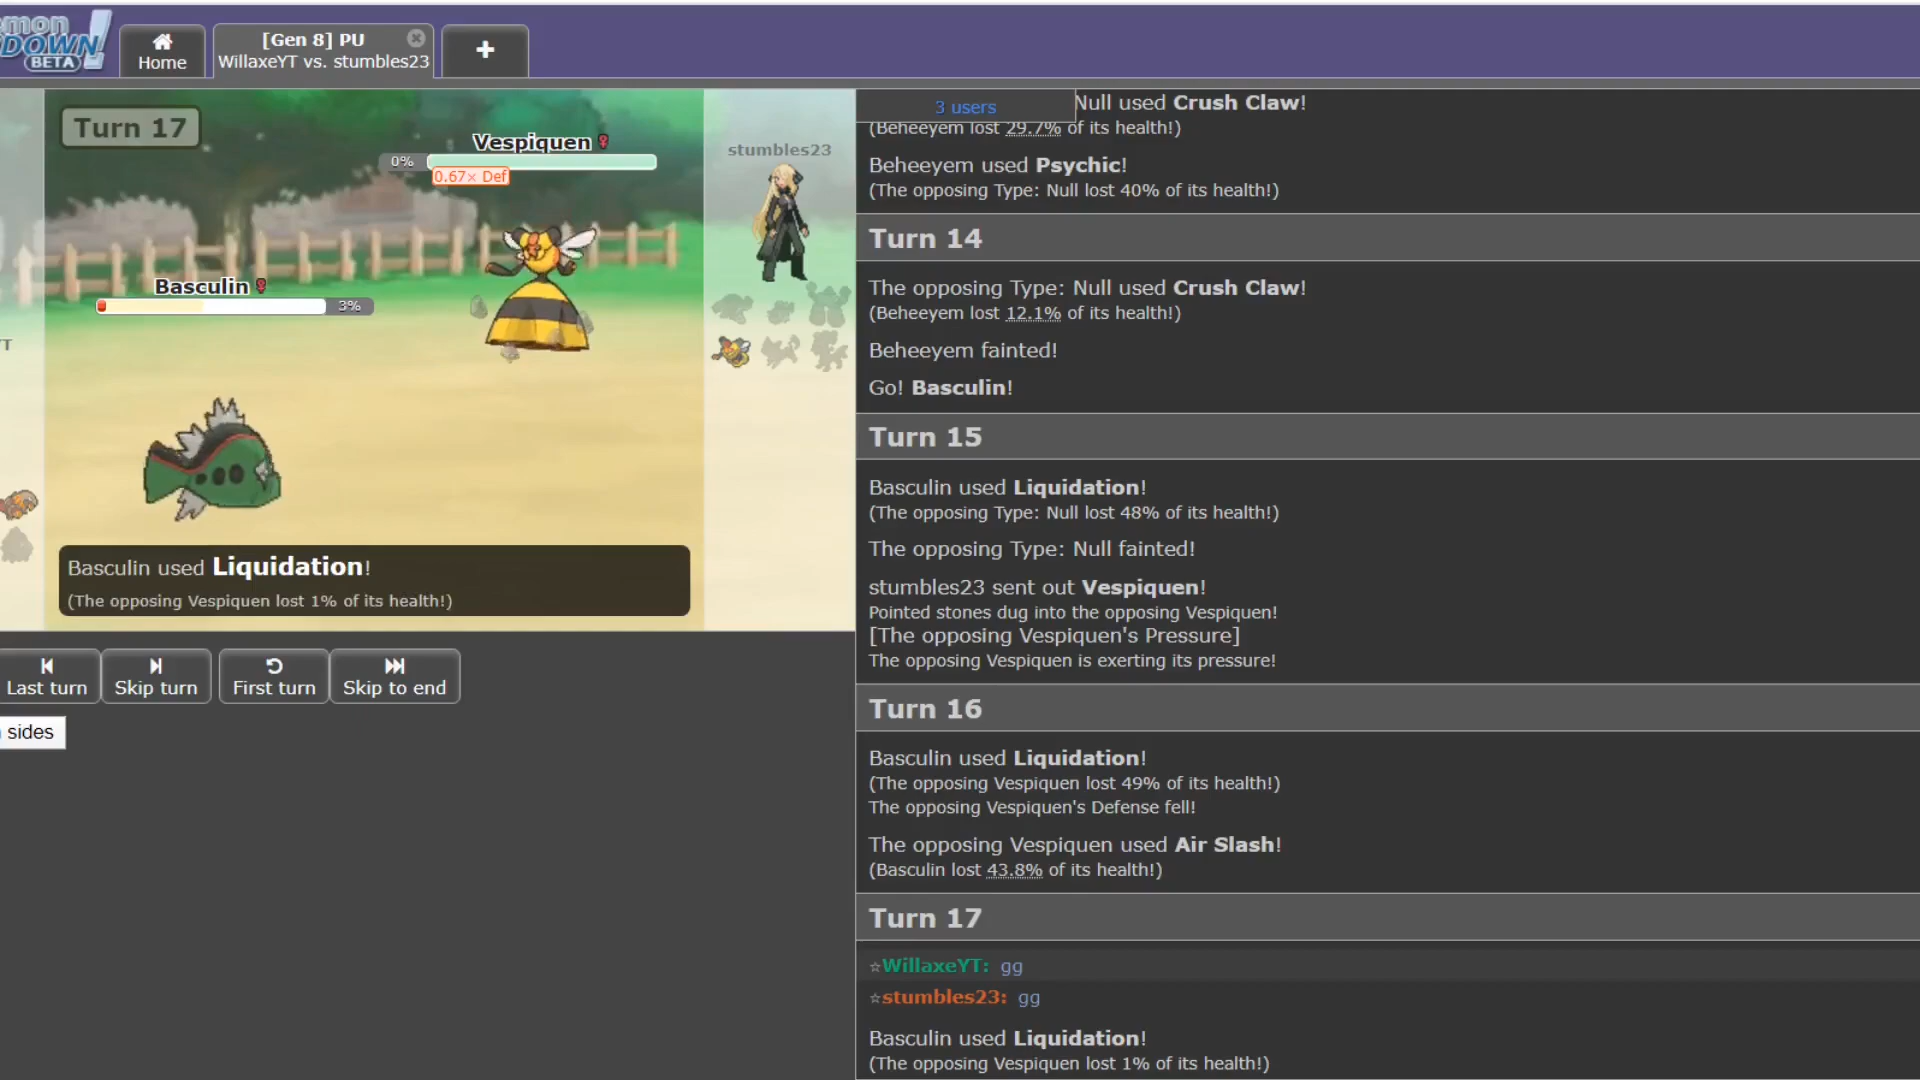 mon
DOWN!
BETA
Home
[Gen 8] PU
WillaxeYT vs. stumbles23
+
Turn 17
Vespiquen
0%
0.67× Def
Basculin
3%
stumbles23
YT
Basculin used Liquidation!
(The opposing Vespiquen lost 1% of its health!)
Last turn
Skip turn
First turn
Skip to end
sides
3 users
Null used Crush Claw!
(Beheeyem lost 29.7% of its health!)
Beheeyem used Psychic!
(The opposing Type: Null lost 40% of its health!)
Turn 14
The opposing Type: Null used Crush Claw!
(Beheeyem lost 12.1% of its health!)
Beheeyem fainted!
Go! Basculin!
Turn 15
Basculin used Liquidation!
(The opposing Type: Null lost 48% of its health!)
The opposing Type: Null fainted!
stumbles23 sent out Vespiquen!
Pointed stones dug into the opposing Vespiquen!
[The opposing Vespiquen's Pressure]
The opposing Vespiquen is exerting its pressure!
Turn 16
Basculin used Liquidation!
(The opposing Vespiquen lost 49% of its health!)
The opposing Vespiquen's Defense fell!
The opposing Vespiquen used Air Slash!
(Basculin lost 43.8% of its health!)
Turn 17
☆WillaxeYT: gg
☆stumbles23: gg
Basculin used Liquidation!
(The opposing Vespiquen lost 1% of its health!)